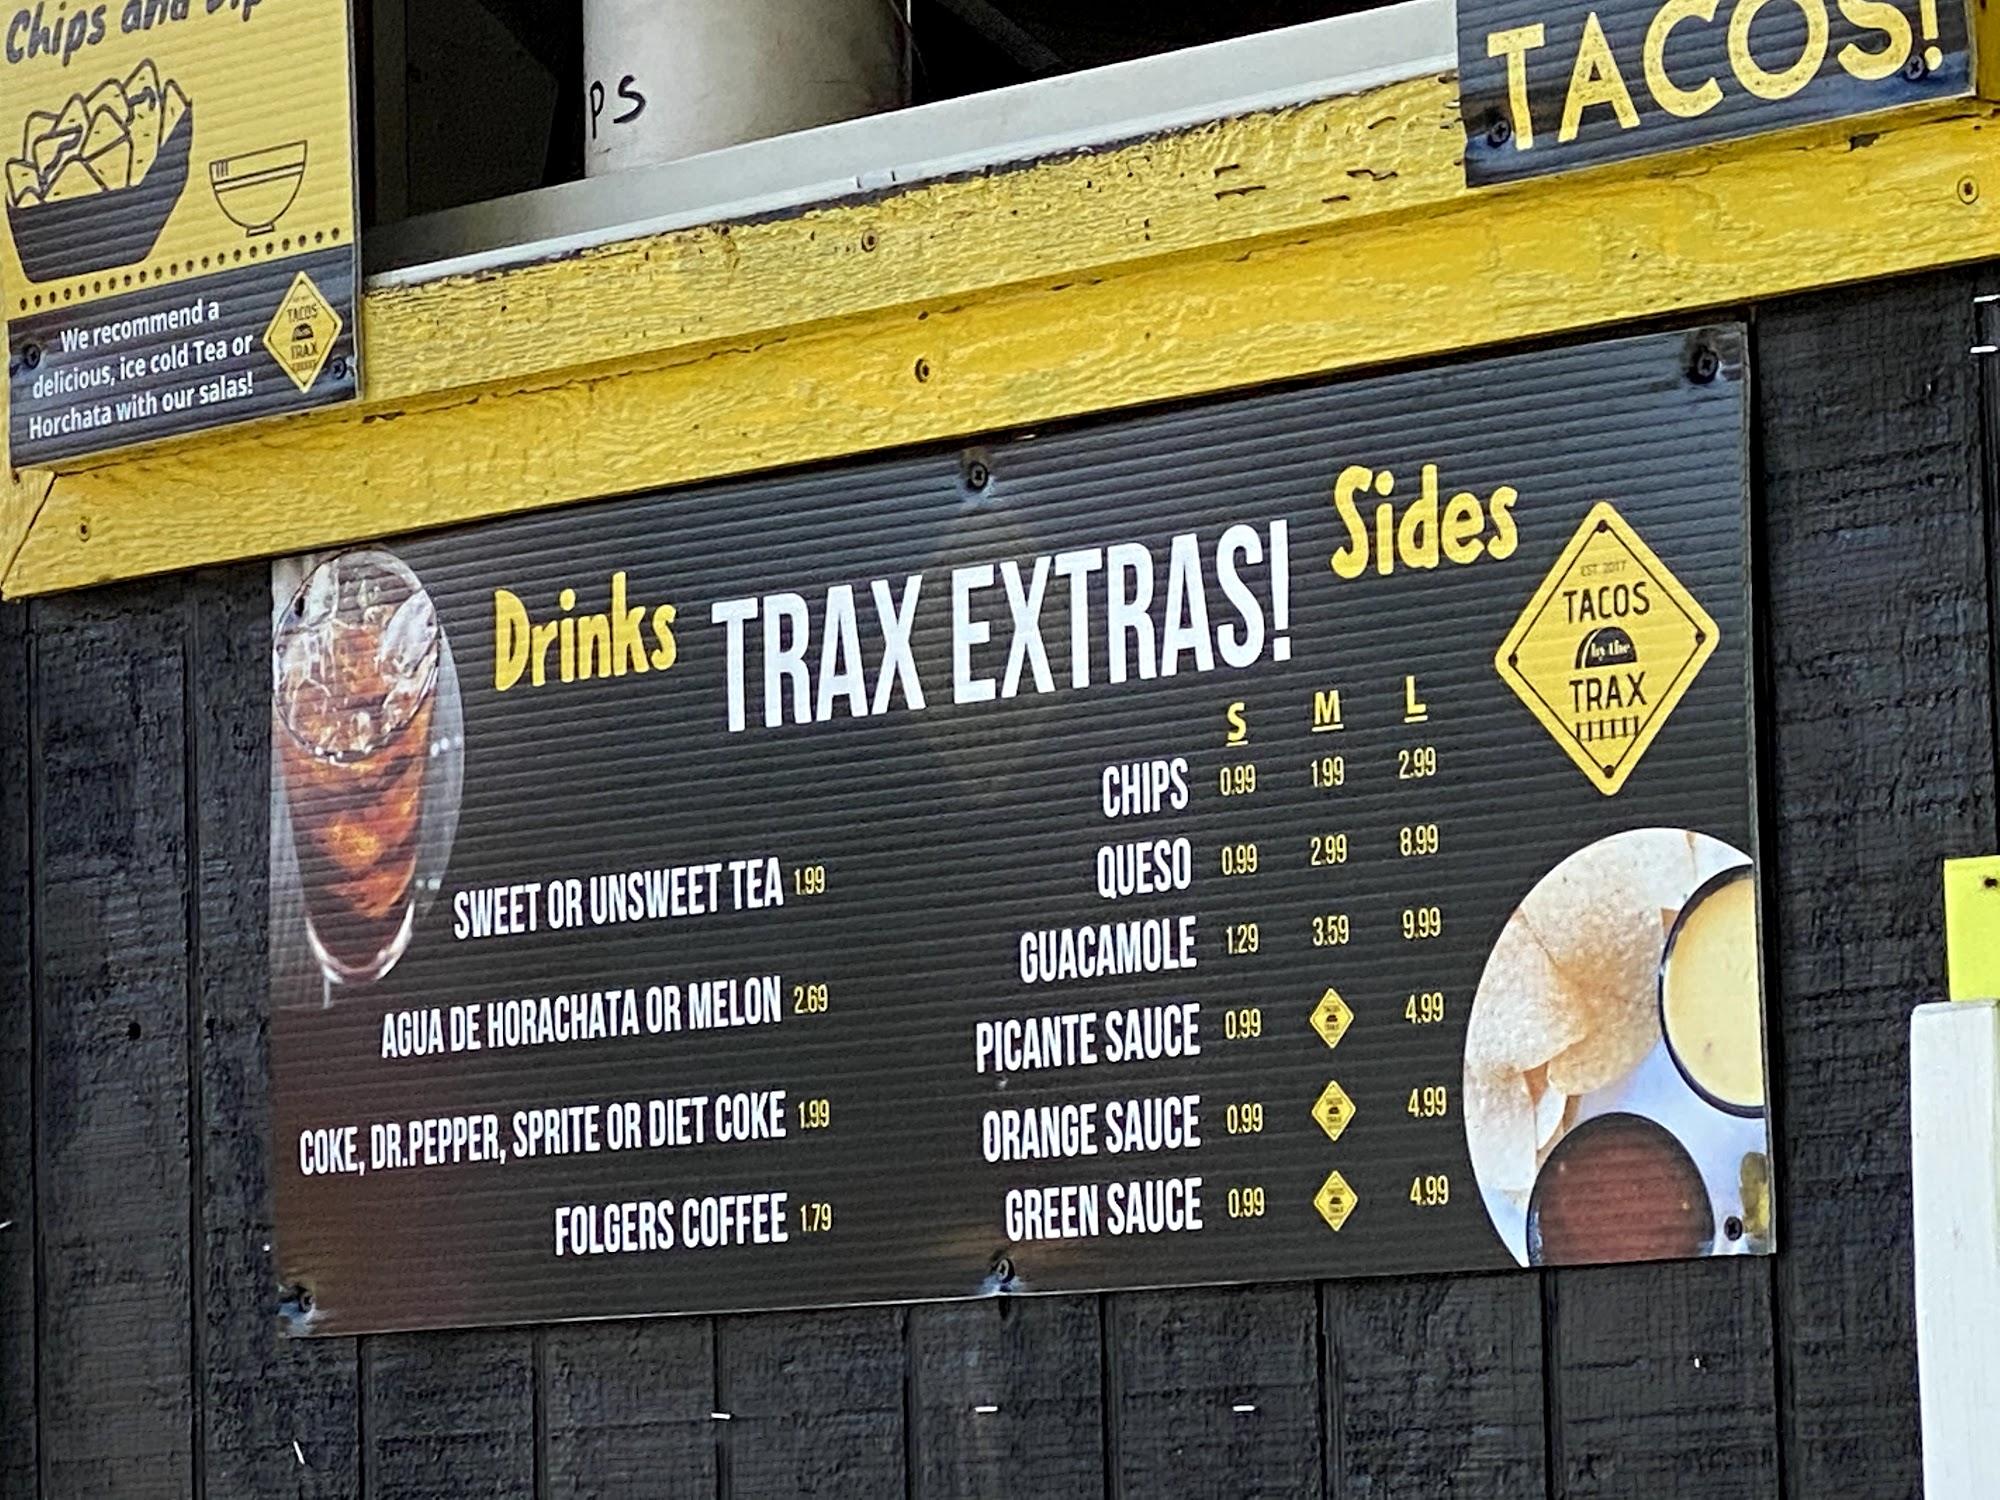 Chips and Dip
PS
TACOS!
We recommend a
delicious, ice cold Tea or
Horchata with our salas!
TACOS
TRAX
Drinks
TRAX EXTRAS!
Sides
EST. 2017
TACOS
by the
TRAX
S M L
CHIPS 0.99 1.99 2.99
QUESO 0.99 2.99 8.99
GUACAMOLE 1.29 3.59 9.99
PICANTE SAUCE 0.99 4.99
ORANGE SAUCE 0.99 4.99
GREEN SAUCE 0.99 4.99
SWEET OR UNSWEET TEA 1.99
AGUA DE HORACHATA OR MELON 2.69
COKE, DR.PEPPER, SPRITE OR DIET COKE 1.99
FOLGERS COFFEE 1.79